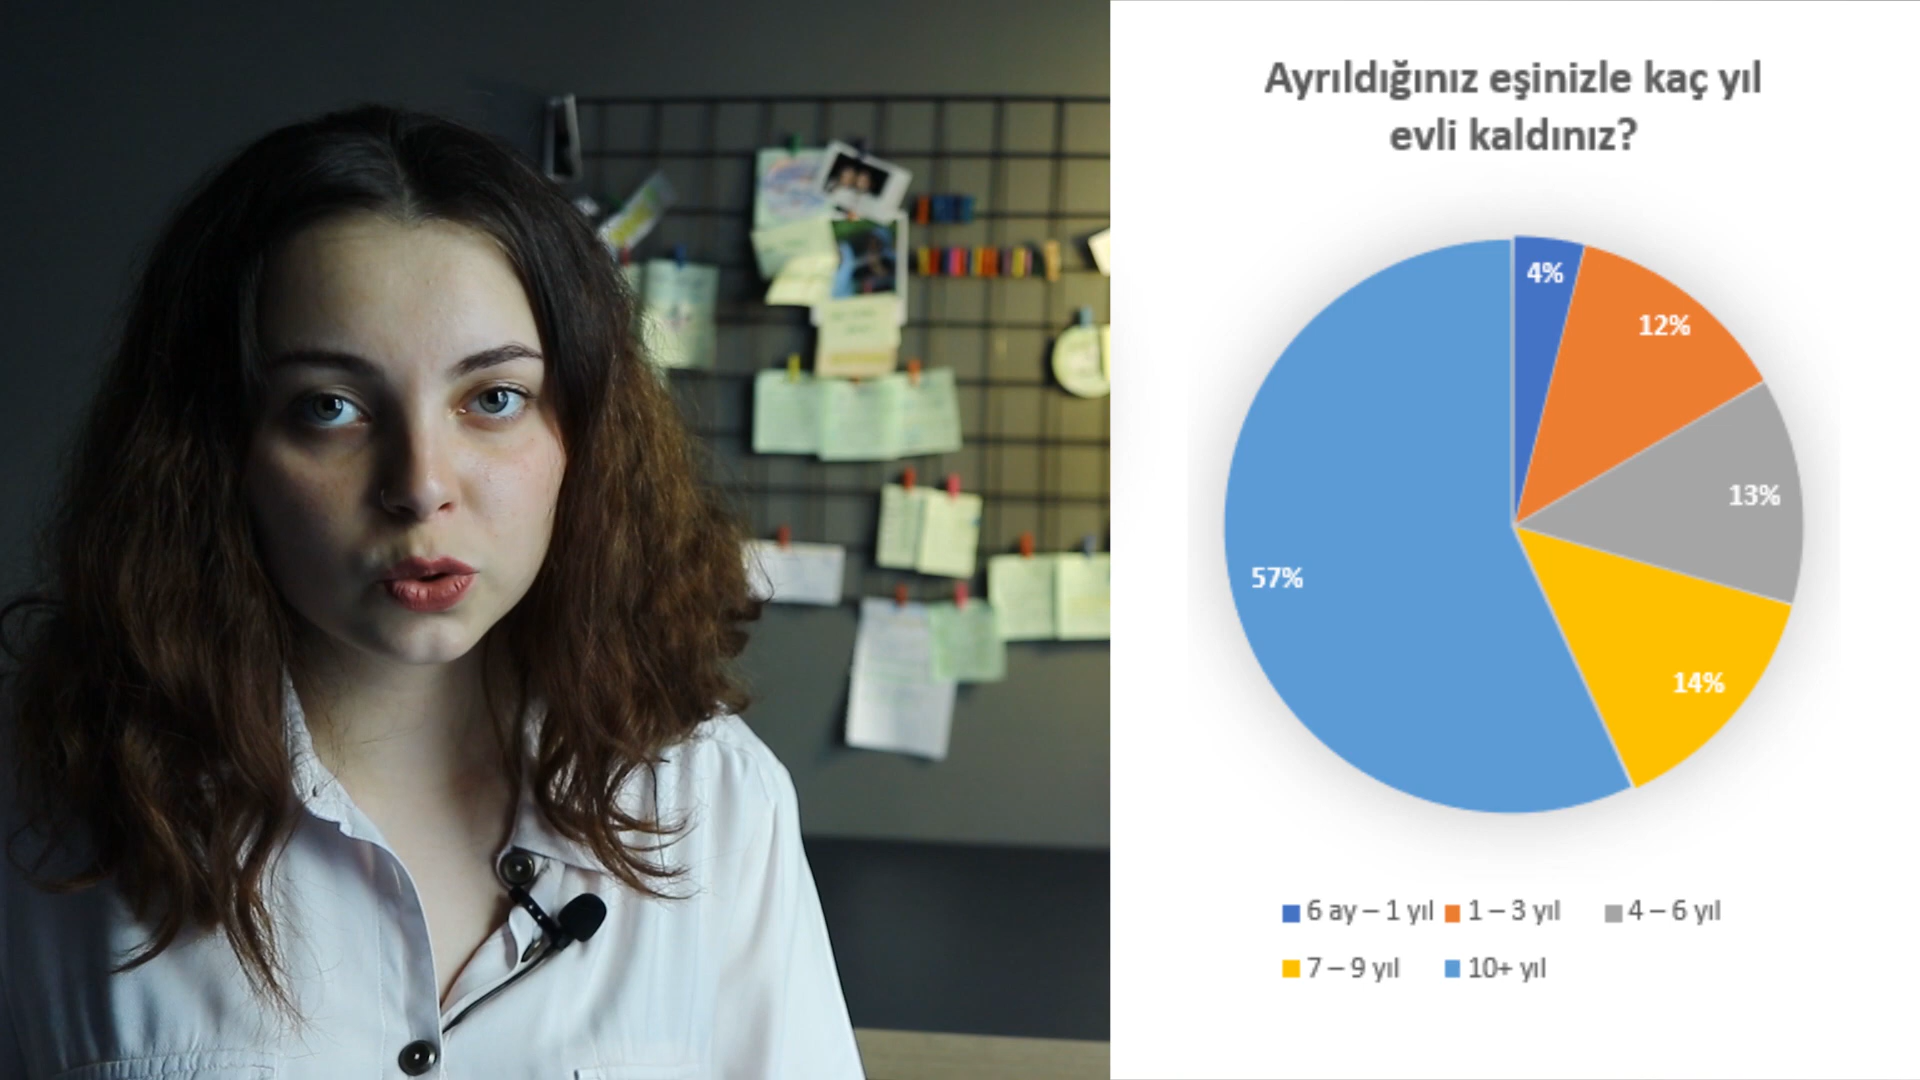 Ayrıldığınız eşinizle kaç yıl
evli kaldınız?
4%
12%
13%
14%
57%
6 ay – 1 yıl 1 – 3 yıl 4 – 6 yıl
7 – 9 yıl 10+ yıl